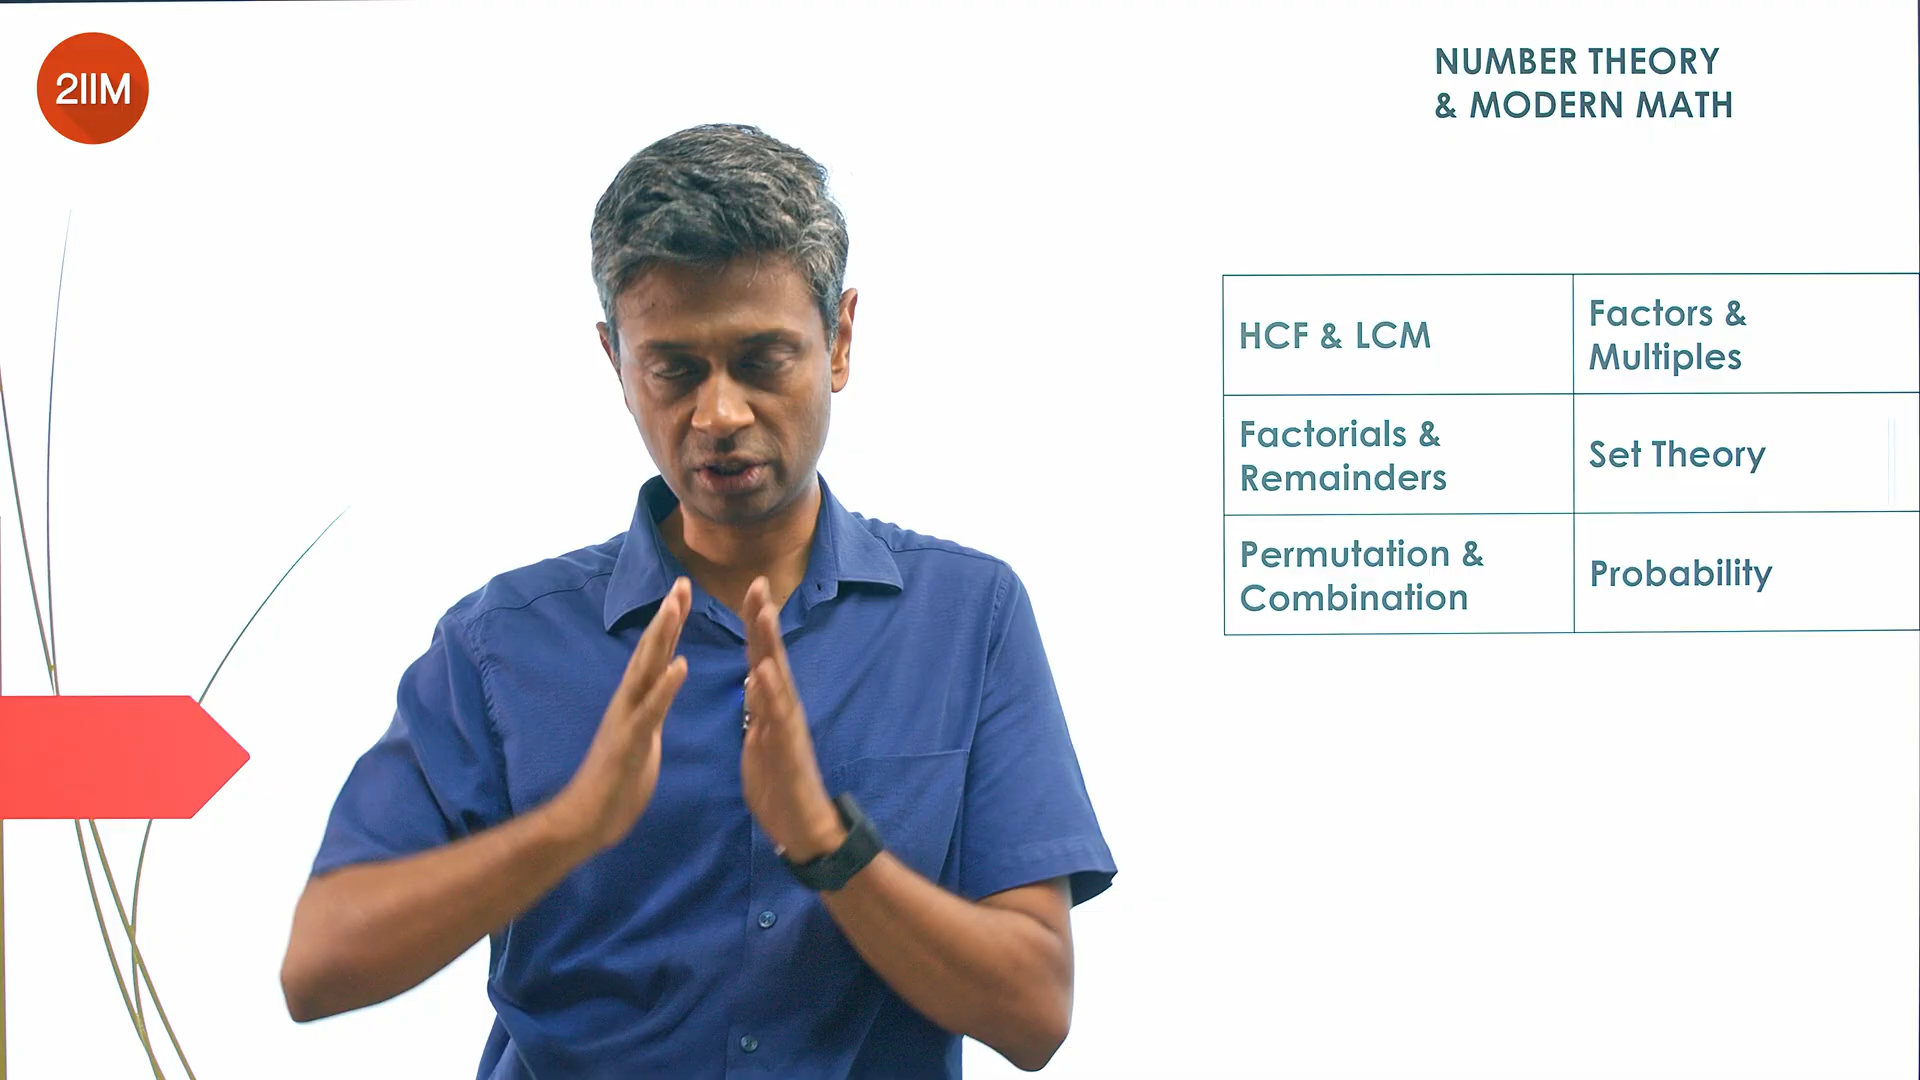 2IIM
NUMBER THEORY
& MODERN MATH
HCF & LCM
Factors &
Multiples
Factorials &
Remainders
Set Theory
Permutation &
Combination
Probability